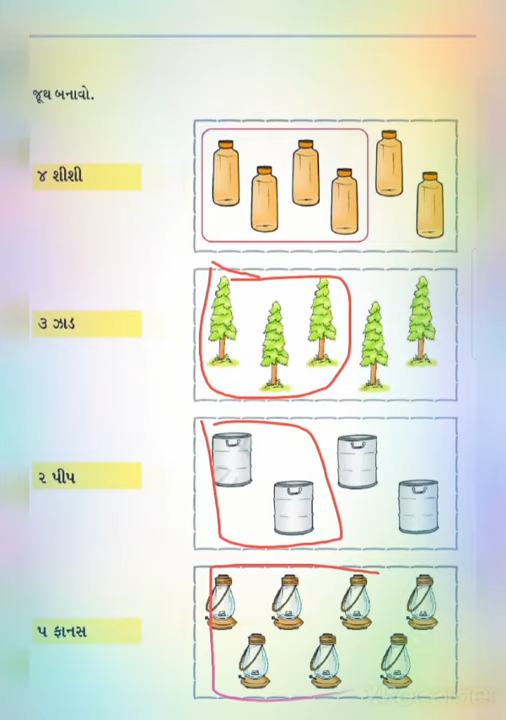 જૂથ બનાવો.
૪ શીશી
૩ ઝાડ
૨ પીપ
૫ ફાનસ